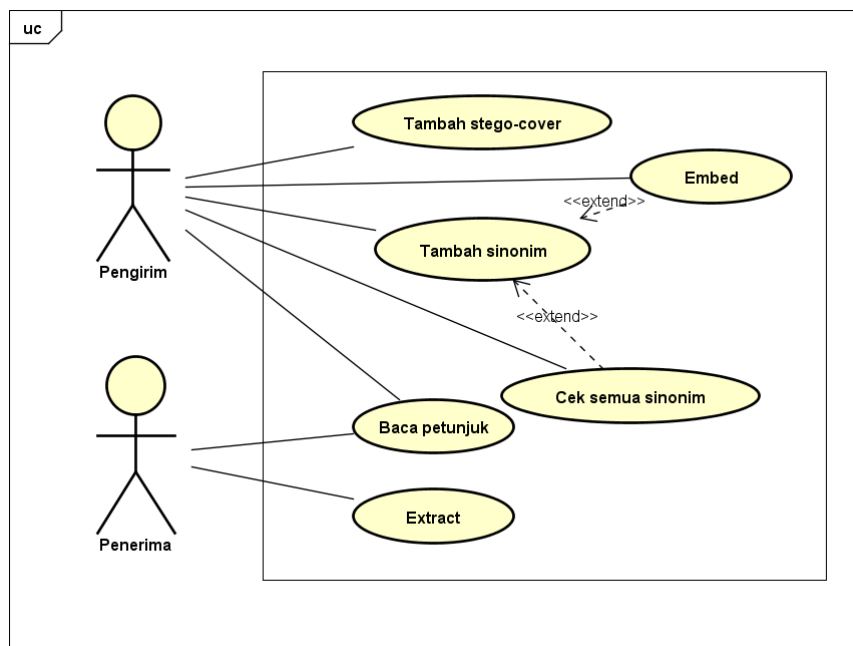 uc
Tambah stego-cover
Embed
<<extend>>
Tambah sinonim
Pengirim
<<extend>>
Cek semua sinonim
Baca petunjuk
Extract
Penerima